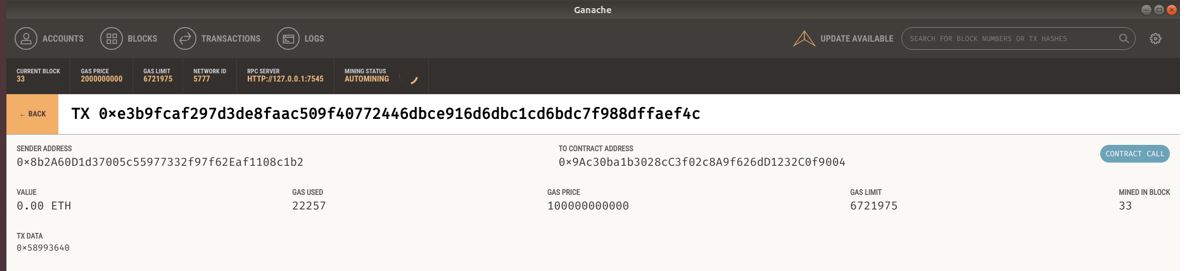 Ganache
ACCOUNTS BLOCKS TRANSACTIONS LOGS UPDATE AVAILABLE SEARCH FOR BLOCK NUMBERS OR TX HASHES
CURRENT BLOCK GAS PRICE GAS LIMIT NETWORK ID RPC SERVER MINING STATUS
33 20000000000 6721975 5777 HTTP://127.0.0.1:7545 AUTOMINING
← BACK TX 0×e3b9fcaf297d3de8faac509f40772446dbce916d6dbc1cd6bdc7f988dffaef4c
SENDER ADDRESS TO CONTRACT ADDRESS
0×8b2A60D1d37005c55977332f97f62Eaf1108c1b2 0×9Ac30ba1b3028cC3f02c8A9f626dD1232C0f9004 CONTRACT CALL
VALUE GAS USED GAS PRICE GAS LIMIT MINED IN BLOCK
0.00 ETH 22257 100000000000 6721975 33
TX DATA
0×58993640